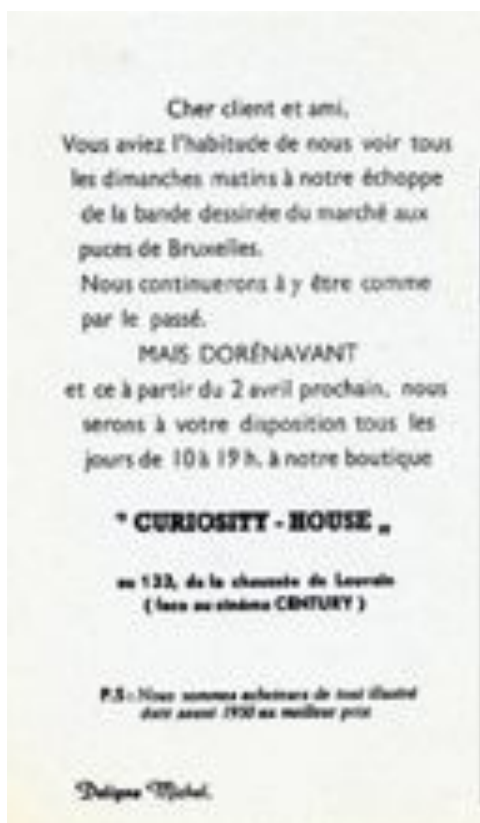 Cher client et ami,
Vous aviez l'habitude de nous voir tous
les dimanches matins à notre échoppe
de la bande dessinée du marché aux
puces de Bruxelles.
Nous continuerons à y être comme
par le passé.
MAIS DORÉNAVANT
et ce à partir du 2 avril prochain, nous
serons à votre disposition tous les
jours de 10 à 19 h. à notre boutique
" CURIOSITY - HOUSE „
au 133, de la chaussée de Louvain
( face au cinéma CENTURY )
P.S : Nous sommes acheteurs de tout illustré
daté avant 1950 au meilleur prix
Deligne Michel.